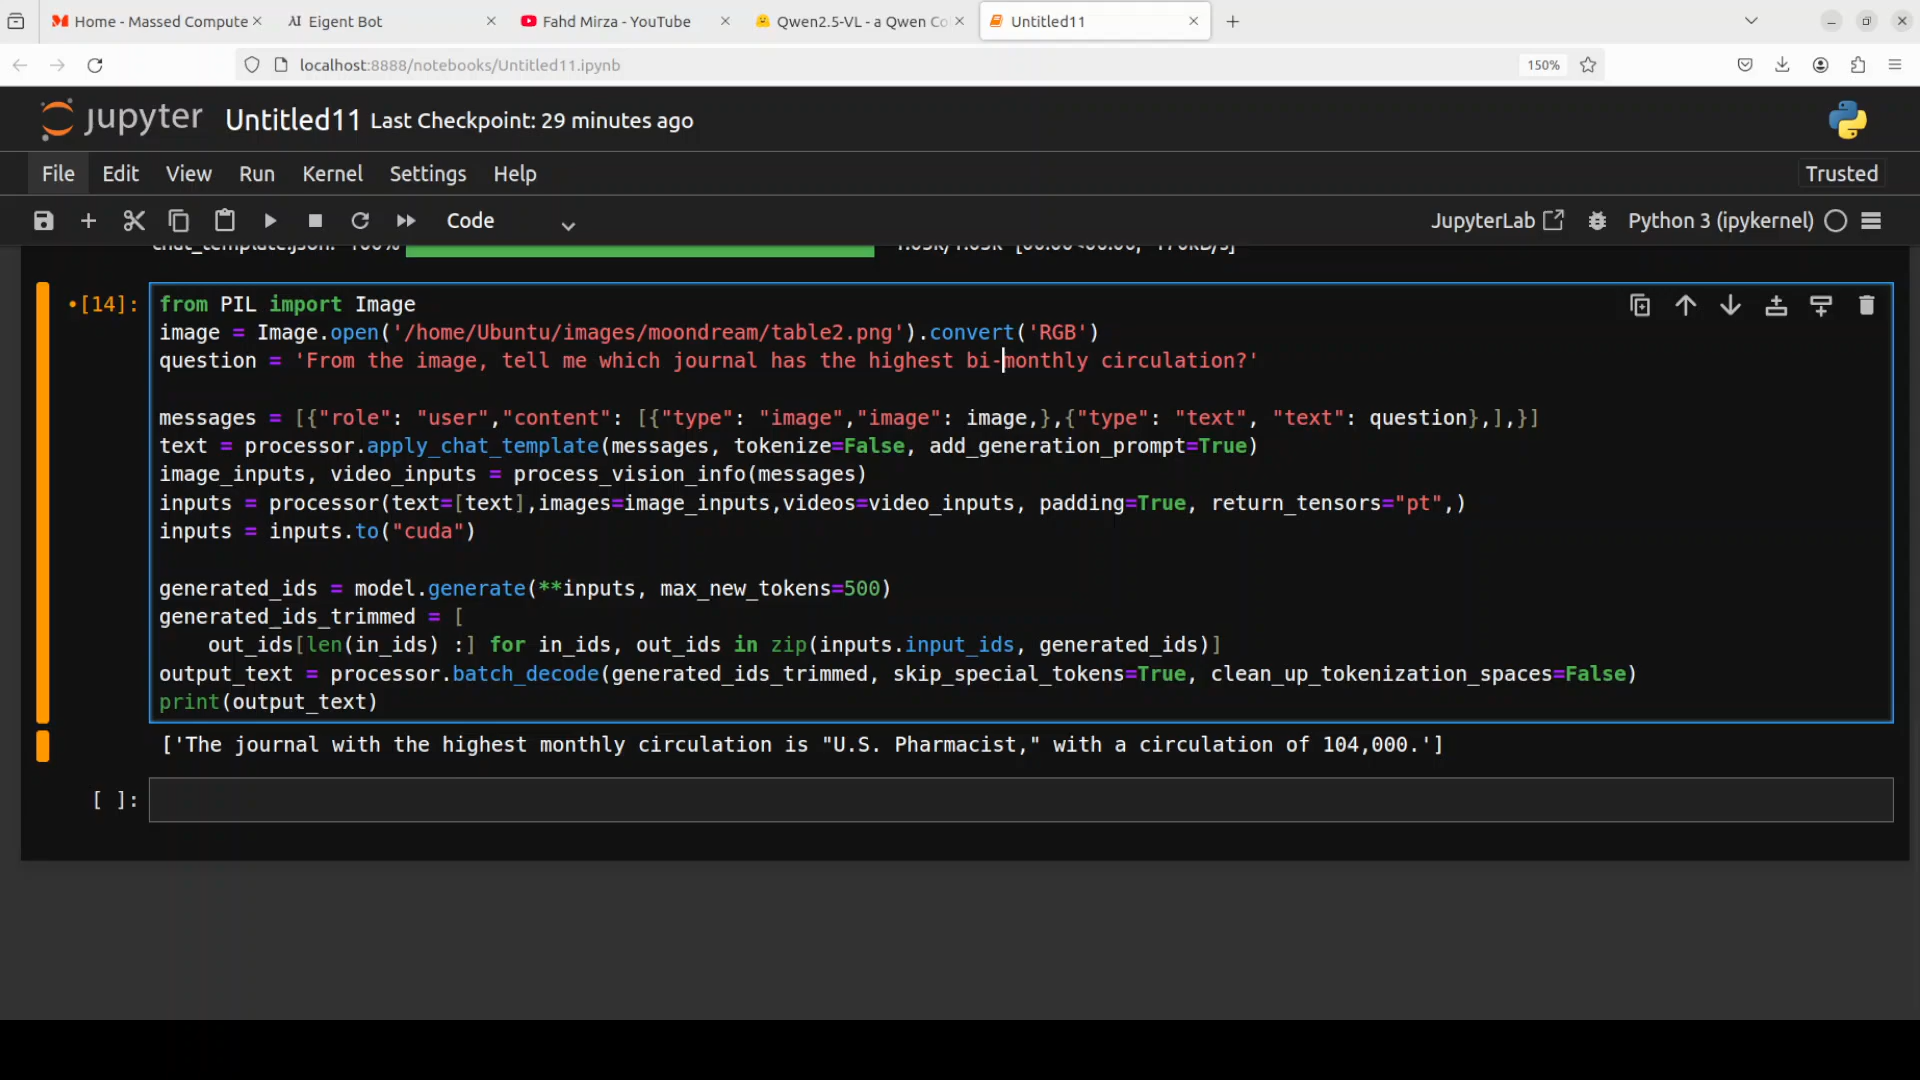 Home - Massed Compute
AI Eigent Bot
Fahd Mirza - YouTube
Qwen2.5-VL - a Qwen Co
Untitled11
localhost:8888/notebooks/Untitled11.ipynb
150%
jupyter Untitled11 Last Checkpoint: 29 minutes ago
File Edit View Run Kernel Settings Help Trusted
Code JupyterLab Python 3 (ipykernel)
•[14]:
from PIL import Image
image = Image.open('/home/Ubuntu/images/moondream/table2.png').convert('RGB')
question = 'From the image, tell me which journal has the highest bi-monthly circulation?'
messages = [{"role": "user","content": [{"type": "image","image": image,},{"type": "text", "text": question},],}]
text = processor.apply_chat_template(messages, tokenize=False, add_generation_prompt=True)
image_inputs, video_inputs = process_vision_info(messages)
inputs = processor(text=[text],images=image_inputs,videos=video_inputs, padding=True, return_tensors="pt",)
inputs = inputs.to("cuda")
generated_ids = model.generate(**inputs, max_new_tokens=500)
generated_ids_trimmed = [
    out_ids[len(in_ids) :] for in_ids, out_ids in zip(inputs.input_ids, generated_ids)]
output_text = processor.batch_decode(generated_ids_trimmed, skip_special_tokens=True, clean_up_tokenization_spaces=False)
print(output_text)
['The journal with the highest monthly circulation is "U.S. Pharmacist," with a circulation of 104,000.']
[ ]: